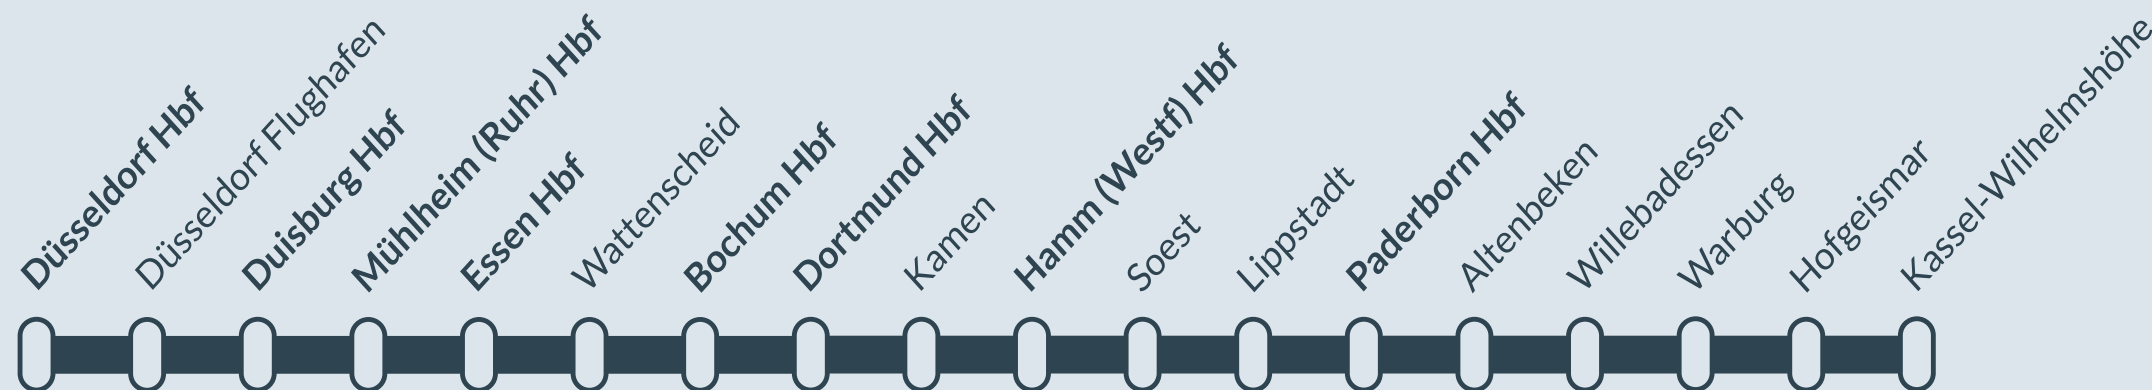 Düsseldorf Hbf
Düsseldorf Flughafen
Duisburg Hbf
Mühlheim (Ruhr) Hbf
Essen Hbf
Wattenscheid
Bochum Hbf
Dortmund Hbf
Kamen
Hamm (Westf) Hbf
Soest
Lippstadt
Paderborn Hbf
Altenbeken
Willebadessen
Warburg
Hofgeismar
Kassel-Wilhelmshöhe